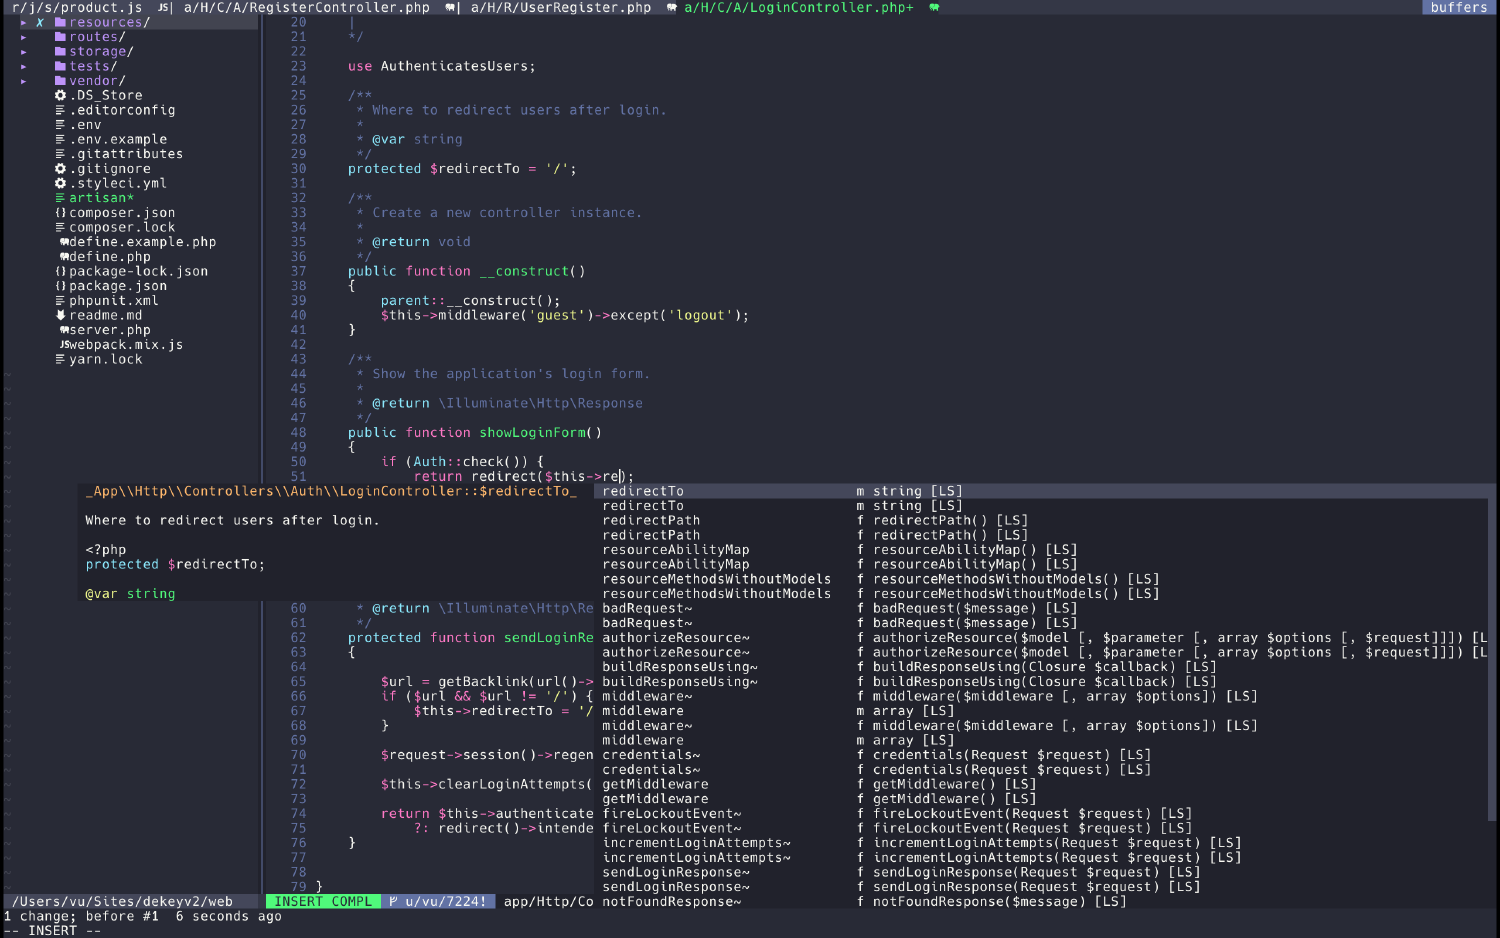 r/j/s/product.js JS| a/H/C/A/RegisterController.php | a/H/R/UserRegister.php a/H/C/A/LoginController.php+ buffers
▸ ✗ resources/
▸ routes/
▸ storage/
▸ tests/
▸ vendor/
.DS_Store
.editorconfig
.env
.env.example
.gitattributes
.gitignore
.styleci.yml
artisan*
{}composer.json
composer.lock
define.example.php
define.php
{}package-lock.json
{}package.json
phpunit.xml
readme.md
server.php
JSwebpack.mix.js
yarn.lock
20 |
21 */
22
23 use AuthenticatesUsers;
24
25 /**
26 * Where to redirect users after login.
27 *
28 * @var string
29 */
30 protected $redirectTo = '/';
31
32 /**
33 * Create a new controller instance.
34 *
35 * @return void
36 */
37 public function __construct()
38 {
39 parent::__construct();
40 $this->middleware('guest')->except('logout');
41 }
42
43 /**
44 * Show the application's login form.
45 *
46 * @return \Illuminate\Http\Response
47 */
48 public function showLoginForm()
49 {
50 if (Auth::check()) {
51 return redirect($this->re);
_App\\Http\\Controllers\\Auth\\LoginController::$redirectTo_
Where to redirect users after login.
<?php
protected $redirectTo;
@var string
60 * @return \Illuminate\Http\Re
61 */
62 protected function sendLoginRe
63 {
64
65 $url = getBacklink(url()->
66 if ($url && $url != '/') {
67 $this->redirectTo = '/
68 }
69
70 $request->session()->regen
71
72 $this->clearLoginAttempts(
73
74 return $this->authenticate
75 ?: redirect()->intende
76 }
77
78
79 }
redirectTo m string [LS]
redirectTo m string [LS]
redirectPath f redirectPath() [LS]
redirectPath f redirectPath() [LS]
resourceAbilityMap f resourceAbilityMap() [LS]
resourceAbilityMap f resourceAbilityMap() [LS]
resourceMethodsWithoutModels f resourceMethodsWithoutModels() [LS]
resourceMethodsWithoutModels f resourceMethodsWithoutModels() [LS]
badRequest~ f badRequest($message) [LS]
badRequest~ f badRequest($message) [LS]
authorizeResource~ f authorizeResource($model [, $parameter [, array $options [, $request]]]) [L
authorizeResource~ f authorizeResource($model [, $parameter [, array $options [, $request]]]) [L
buildResponseUsing~ f buildResponseUsing(Closure $callback) [LS]
buildResponseUsing~ f buildResponseUsing(Closure $callback) [LS]
middleware~ f middleware($middleware [, array $options]) [LS]
middleware m array [LS]
middleware~ f middleware($middleware [, array $options]) [LS]
middleware m array [LS]
credentials~ f credentials(Request $request) [LS]
credentials~ f credentials(Request $request) [LS]
getMiddleware f getMiddleware() [LS]
getMiddleware f getMiddleware() [LS]
fireLockoutEvent~ f fireLockoutEvent(Request $request) [LS]
fireLockoutEvent~ f fireLockoutEvent(Request $request) [LS]
incrementLoginAttempts~ f incrementLoginAttempts(Request $request) [LS]
incrementLoginAttempts~ f incrementLoginAttempts(Request $request) [LS]
sendLoginResponse~ f sendLoginResponse(Request $request) [LS]
sendLoginResponse~ f sendLoginResponse(Request $request) [LS]
notFoundResponse~ f notFoundResponse($message) [LS]
/Users/vu/Sites/dekeyv2/web INSERT COMPL u/vu/7224! app/Http/Co
1 change; before #1 6 seconds ago
-- INSERT --